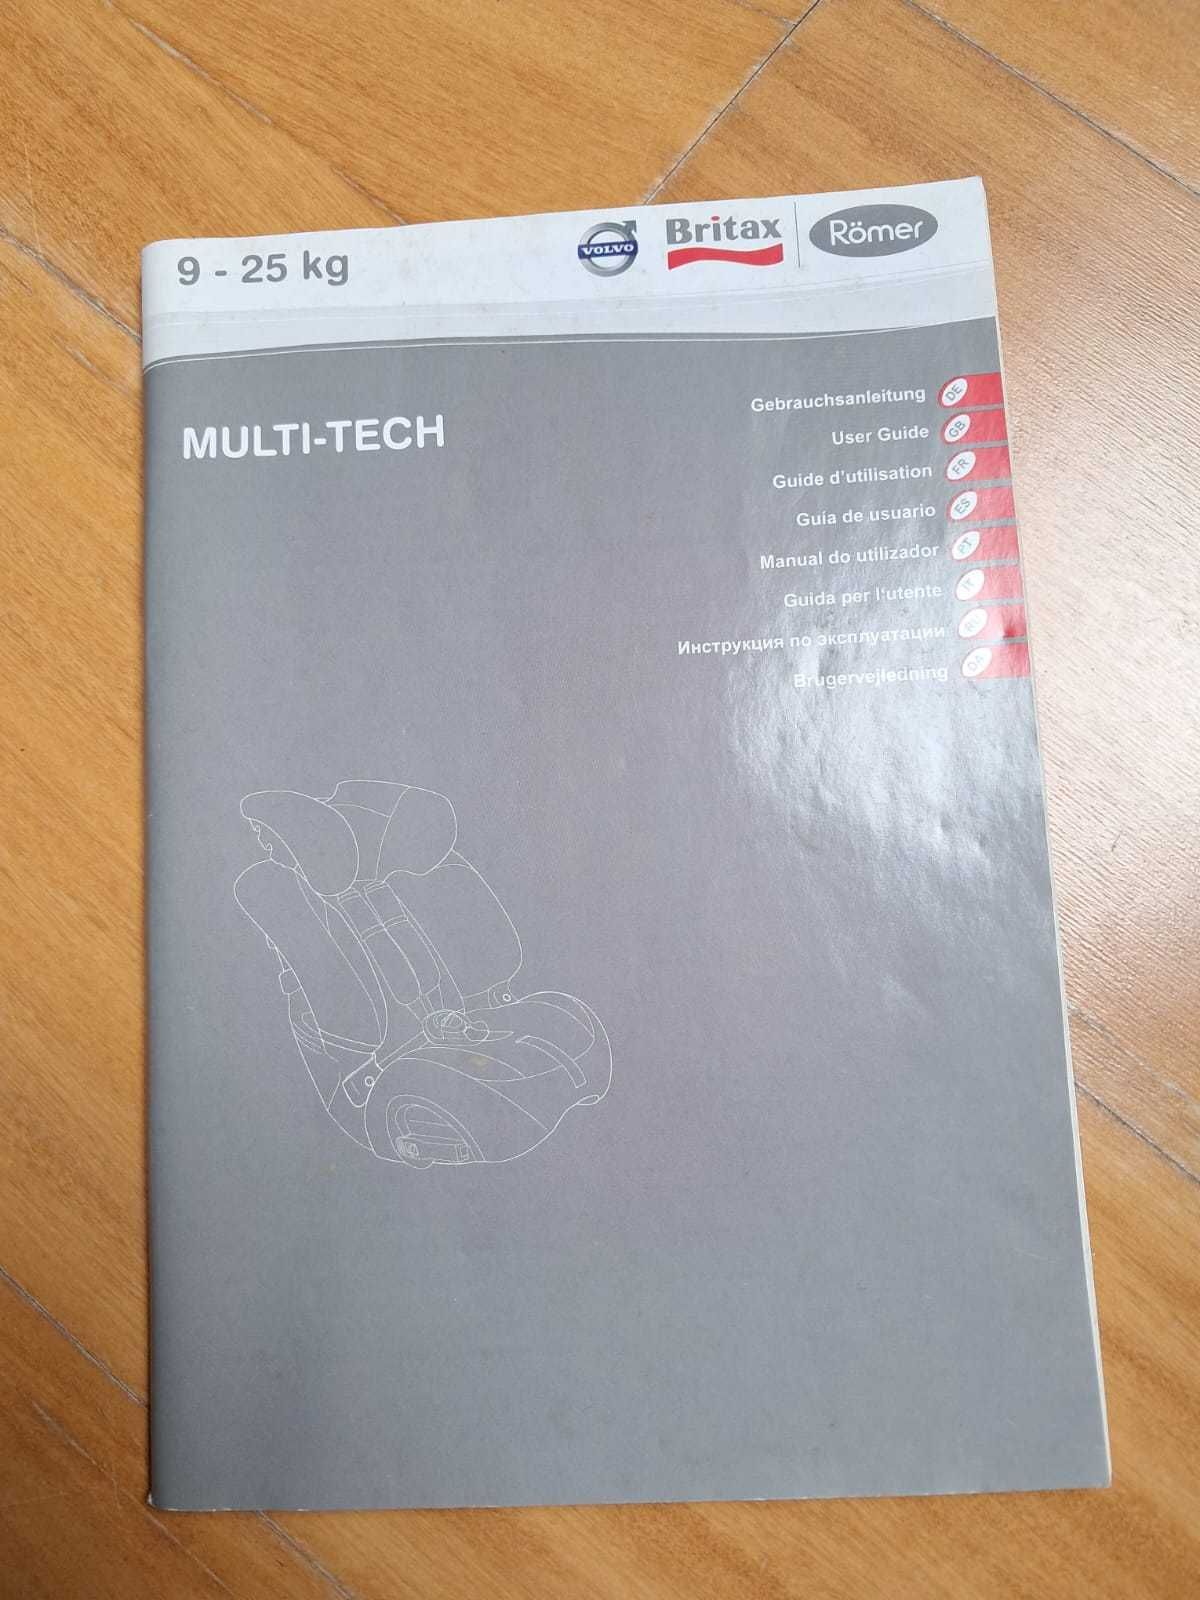 9 - 25 kg
VOLVO
Britax
Römer
MULTI-TECH
Gebrauchsanleitung DE
User Guide GB
Guide d'utilisation FR
Guía de usuario ES
Manual do utilizador PT
Guida per l'utente IT
Инструкция по эксплуатации RU
Brugervejledning DA